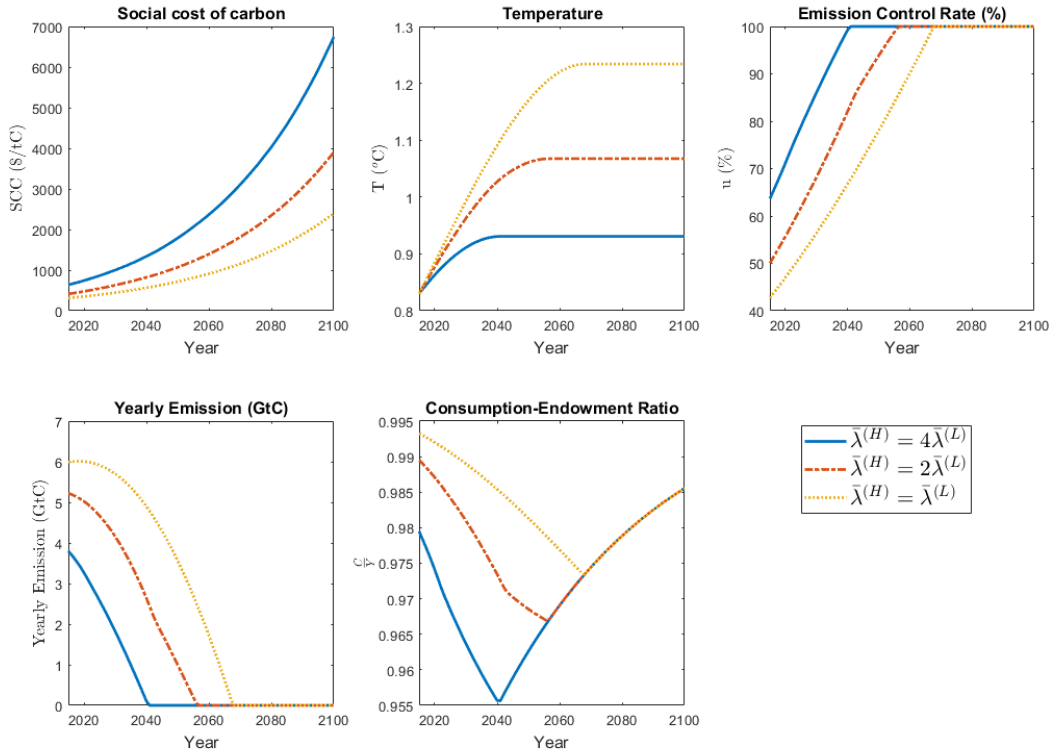 Social cost of carbon
SCC ($/tC)
7000
6000
5000
4000
3000
2000
1000
0
2020 2040 2060 2080 2100
Year
Temperature
T (°C)
1.3
1.2
1.1
1
0.9
0.8
2020 2040 2060 2080 2100
Year
Emission Control Rate (%)
u (%)
100
90
80
70
60
50
40
2020 2040 2060 2080 2100
Year
Yearly Emission (GtC)
Yearly Emission (GtC)
7
6
5
4
3
2
1
0
2020 2040 2060 2080 2100
Year
Consumption-Endowment Ratio
C/Y
0.995
0.99
0.985
0.98
0.975
0.97
0.965
0.96
0.955
2020 2040 2060 2080 2100
Year
λ̄^(H) = 4λ̄^(L)
λ̄^(H) = 2λ̄^(L)
λ̄^(H) = λ̄^(L)